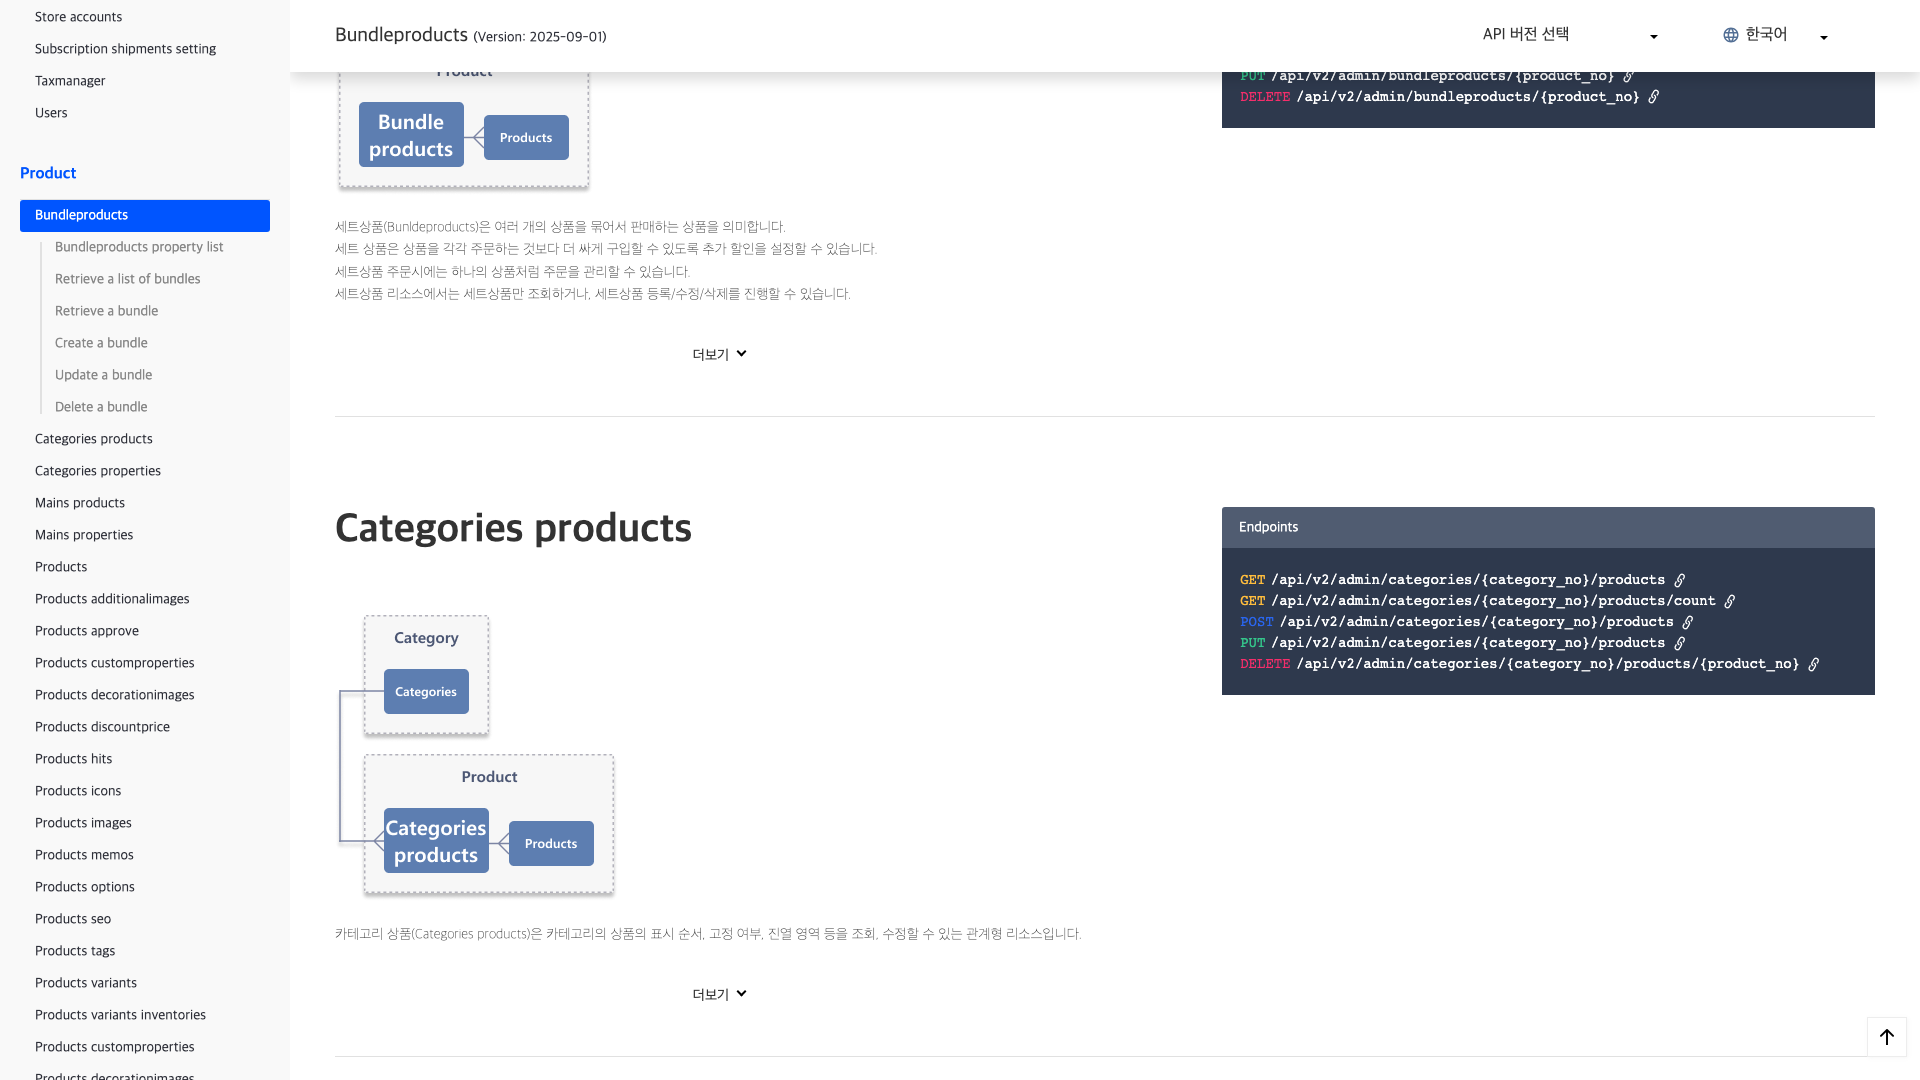 Store accounts
Subscription shipments setting
Taxmanager
Users
Product
Bundleproducts
Bundleproducts property list
Retrieve a list of bundles
Retrieve a bundle
Create a bundle
Update a bundle
Delete a bundle
Categories products
Categories properties
Mains products
Mains properties
Products
Products additionalimages
Products approve
Products customproperties
Products decorationimages
Products discountprice
Products hits
Products icons
Products images
Products memos
Products options
Products seo
Products tags
Products variants
Products variants inventories
Products customproperties
Products decorationimages
Bundleproducts (Version: 2025-09-01)
API 버전 선택
한국어
Product
Bundle
products
Products
세트상품(Bunldeproducts)은 여러 개의 상품을 묶어서 판매하는 상품을 의미합니다.
세트 상품은 상품을 각각 주문하는 것보다 더 싸게 구입할 수 있도록 추가 할인을 설정할 수 있습니다.
세트상품 주문시에는 하나의 상품처럼 주문을 관리할 수 있습니다.
세트상품 리소스에서는 세트상품만 조회하거나, 세트상품 등록/수정/삭제를 진행할 수 있습니다.
더보기
PUT /api/v2/admin/bundleproducts/{product_no}
DELETE /api/v2/admin/bundleproducts/{product_no}
Categories products
Category
Categories
Product
Categories
products
Products
카테고리 상품(Categories products)은 카테고리의 상품의 표시 순서, 고정 여부, 진열 영역 등을 조회, 수정할 수 있는 관계형 리소스입니다.
더보기
Endpoints
GET /api/v2/admin/categories/{category_no}/products
GET /api/v2/admin/categories/{category_no}/products/count
POST /api/v2/admin/categories/{category_no}/products
PUT /api/v2/admin/categories/{category_no}/products
DELETE /api/v2/admin/categories/{category_no}/products/{product_no}